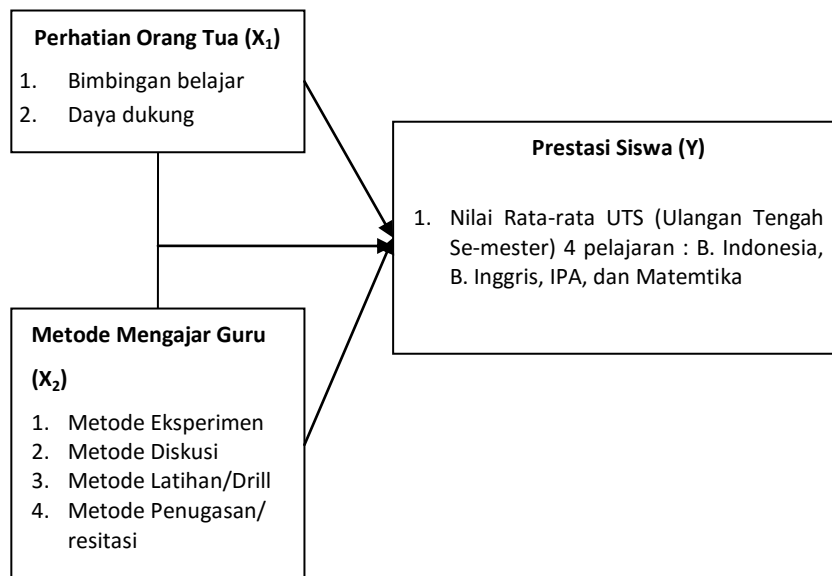 Perhatian Orang Tua (X₁)
1. Bimbingan belajar
2. Daya dukung
Prestasi Siswa (Y)
1. Nilai Rata-rata UTS (Ulangan Tengah
Se-mester) 4 pelajaran : B. Indonesia,
B. Inggris, IPA, dan Matemtika
Metode Mengajar Guru
(X₂)
1. Metode Eksperimen
2. Metode Diskusi
3. Metode Latihan/Drill
4. Metode Penugasan/
resitasi